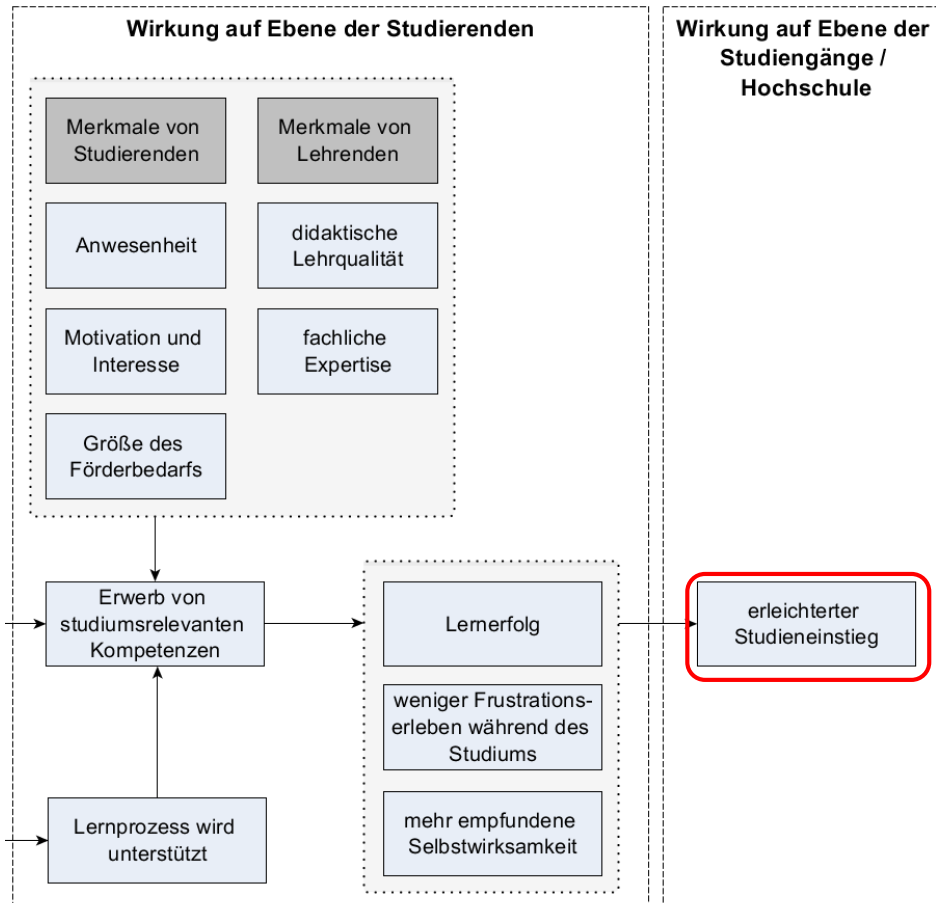 Wirkung auf Ebene der Studierenden
Wirkung auf Ebene der
Studiengänge /
Hochschule
Merkmale von
Studierenden
Merkmale von
Lehrenden
Anwesenheit
didaktische
Lehrqualität
Motivation und
Interesse
fachliche
Expertise
Größe des
Förderbedarfs
Erwerb von
studiumsrelevanten
Kompetenzen
Lernerfolg
erleichterter
Studieneinstieg
weniger Frustrations-
erleben während des
Studiums
Lernprozess wird
unterstützt
mehr empfundene
Selbstwirksamkeit